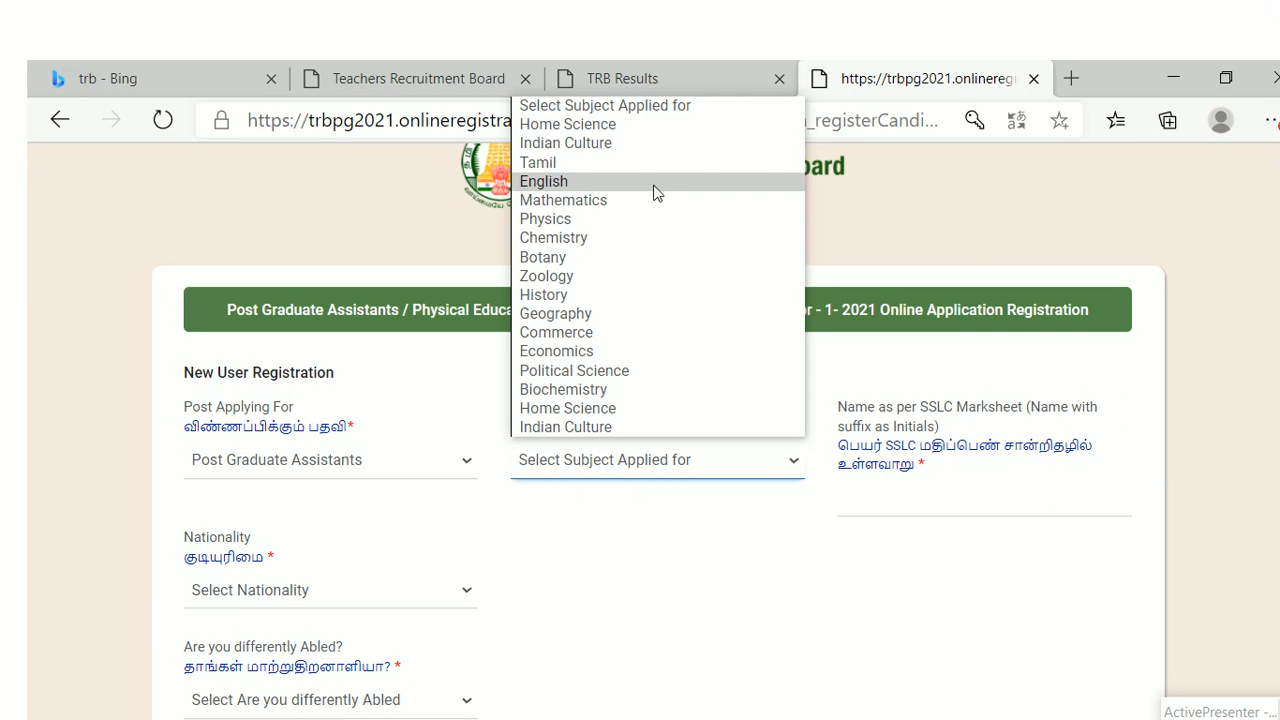 trb - Bing
Teachers Recruitment Board
TRB Results
https://trbpg2021.onlineregi
https://trbpg2021.onlineregistra
_registerCandi...
Board
Select Subject Applied for
Home Science
Indian Culture
Tamil
English
Mathematics
Physics
Chemistry
Botany
Zoology
History
Geography
Commerce
Economics
Political Science
Biochemistry
Home Science
Indian Culture
Post Graduate Assistants / Physical Educa
or - 1- 2021 Online Application Registration
New User Registration
Post Applying For
விண்ணப்பிக்கும் பதவி*
Post Graduate Assistants
Select Subject Applied for
Name as per SSLC Marksheet (Name with
suffix as Initials)
பெயர் SSLC மதிப்பெண் சான்றிதழில்
உள்ளவாறு *
Nationality
குடியுரிமை *
Select Nationality
Are you differently Abled?
தாங்கள் மாற்றுதிறனாளியா? *
Select Are you differently Abled
ActivePresenter -...